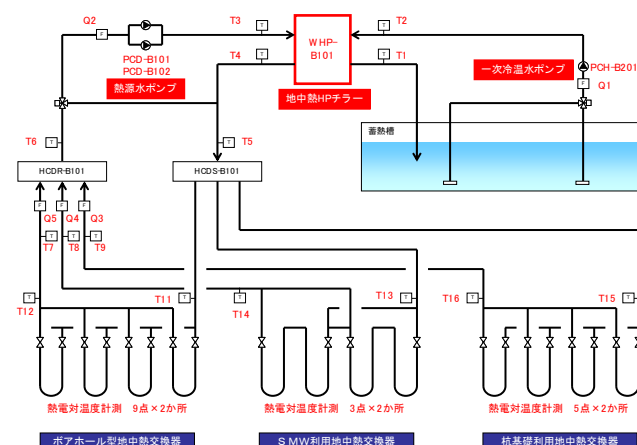 Q2
T3
T2
F
T
T
WHP-
B101
PCD-B101
PCD-B102
T4
T1
T
T
熱源水ポンプ
地中熱HPチラー
一次冷温水ポンプ
PCH-B201
F
Q1
T6
T
T
T5
蓄熱槽
HCDR-B101
HCDS-B101
F
F
F
Q5
Q4
Q3
T
T
T
T7
T8
T9
T
T12
T11
T
T
T14
T13
T
T16
T
T15
T
熱電対温度計測 9点×2か所
熱電対温度計測 3点×2か所
熱電対温度計測 5点×2か所
ボアホール型地中熱交換器
SMW利用地中熱交換器
杭基礎利用地中熱交換器